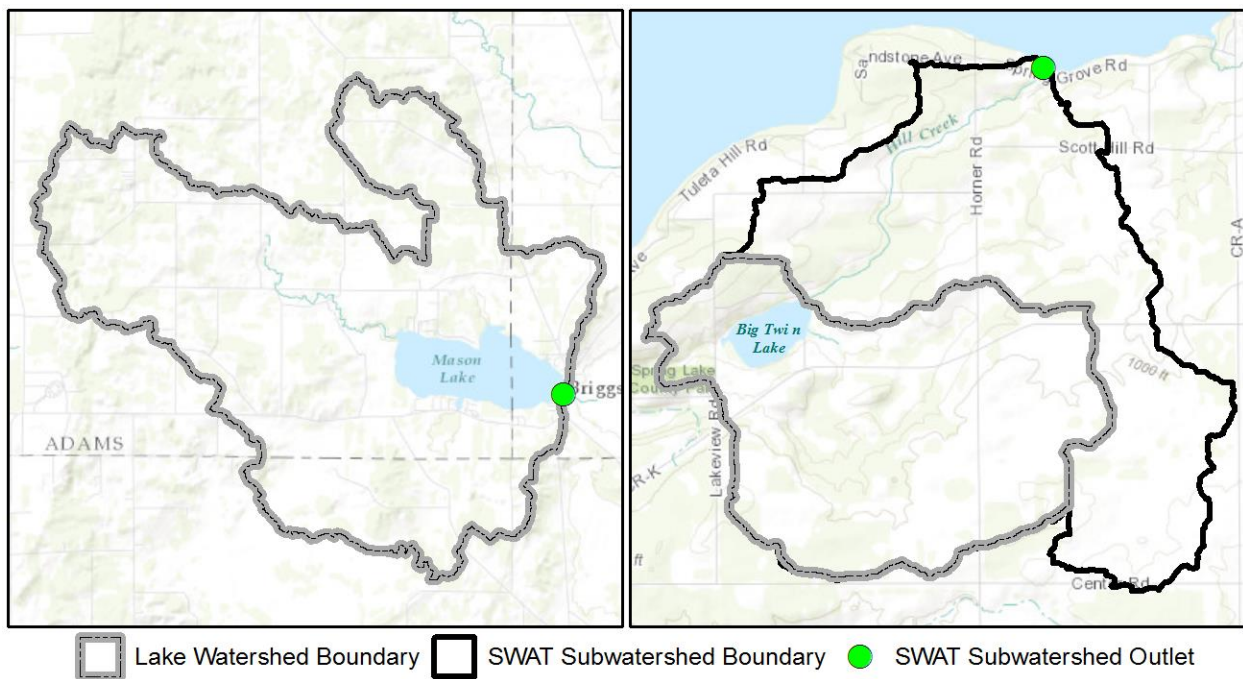 Mason
Lake
Briggs
ADAMS
Sandstone Ave
Spring Grove Rd
Hill Creek
Tuleta Hill Rd
Horner Rd
Scott Hill Rd
CR-A
Ave
Big Twin
Lake
Spring Lake
County Park
1000 ft
Lakeview Rd
CR-K
ft
Center Rd
Lake Watershed Boundary
SWAT Subwatershed Boundary
SWAT Subwatershed Outlet